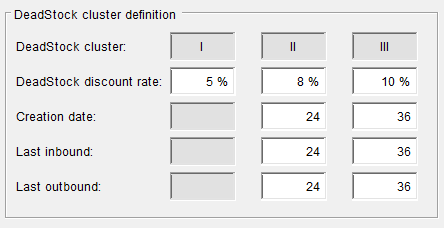 DeadStock cluster definition
DeadStock cluster: I II III
DeadStock discount rate: 5 % 8 % 10 %
Creation date: 24 36
Last inbound: 24 36
Last outbound: 24 36